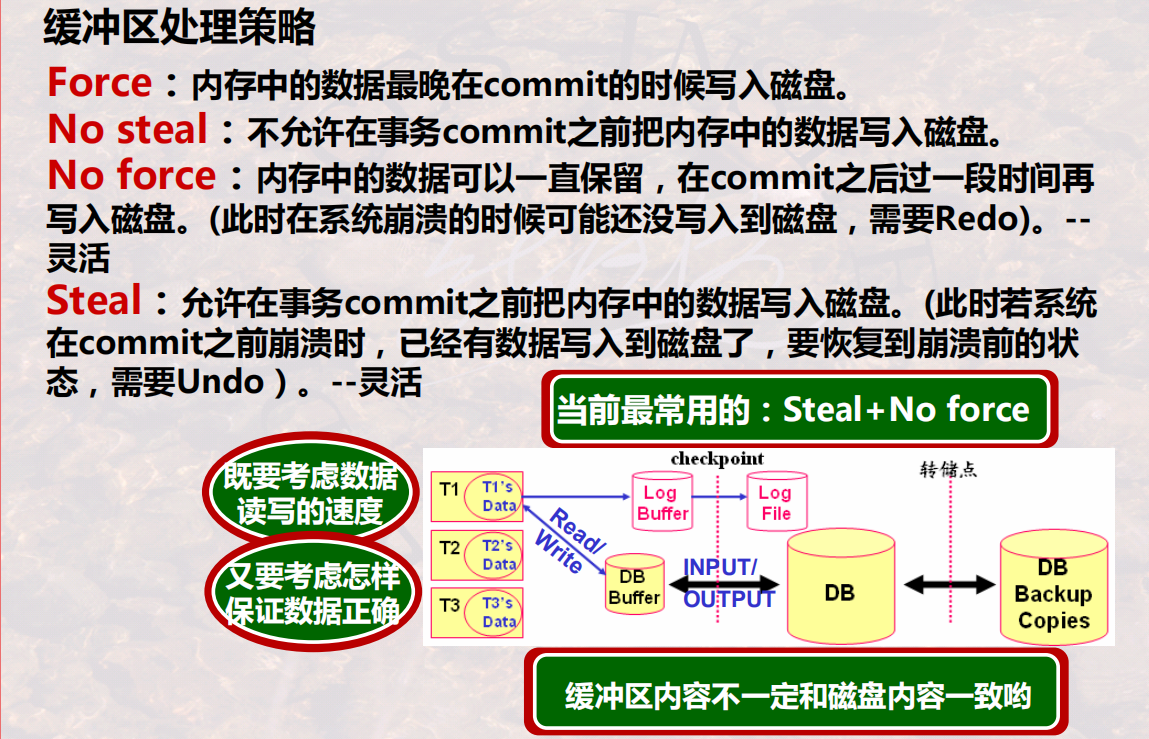 缓冲区处理策略
Force：内存中的数据最晚在commit的时候写入磁盘。
No steal：不允许在事务commit之前把内存中的数据写入磁盘。
No force：内存中的数据可以一直保留，在commit之后过一段时间再
写入磁盘。(此时在系统崩溃的时候可能还没写入到磁盘，需要Redo)。--
灵活
Steal：允许在事务commit之前把内存中的数据写入磁盘。(此时若系统
在commit之前崩溃时，已经有数据写入到磁盘了，要恢复到崩溃前的状
态，需要Undo）。--灵活
当前最常用的：Steal+No force
既要考虑数据
读写的速度
又要考虑怎样
保证数据正确
checkpoint
转储点
T1
T1's
Data
Log
Buffer
Log
File
Read/
Write
T2
T2's
Data
DB
Buffer
INPUT/
OUTPUT
DB
DB
Backup
Copies
T3
T3's
Data
缓冲区内容不一定和磁盘内容一致哟